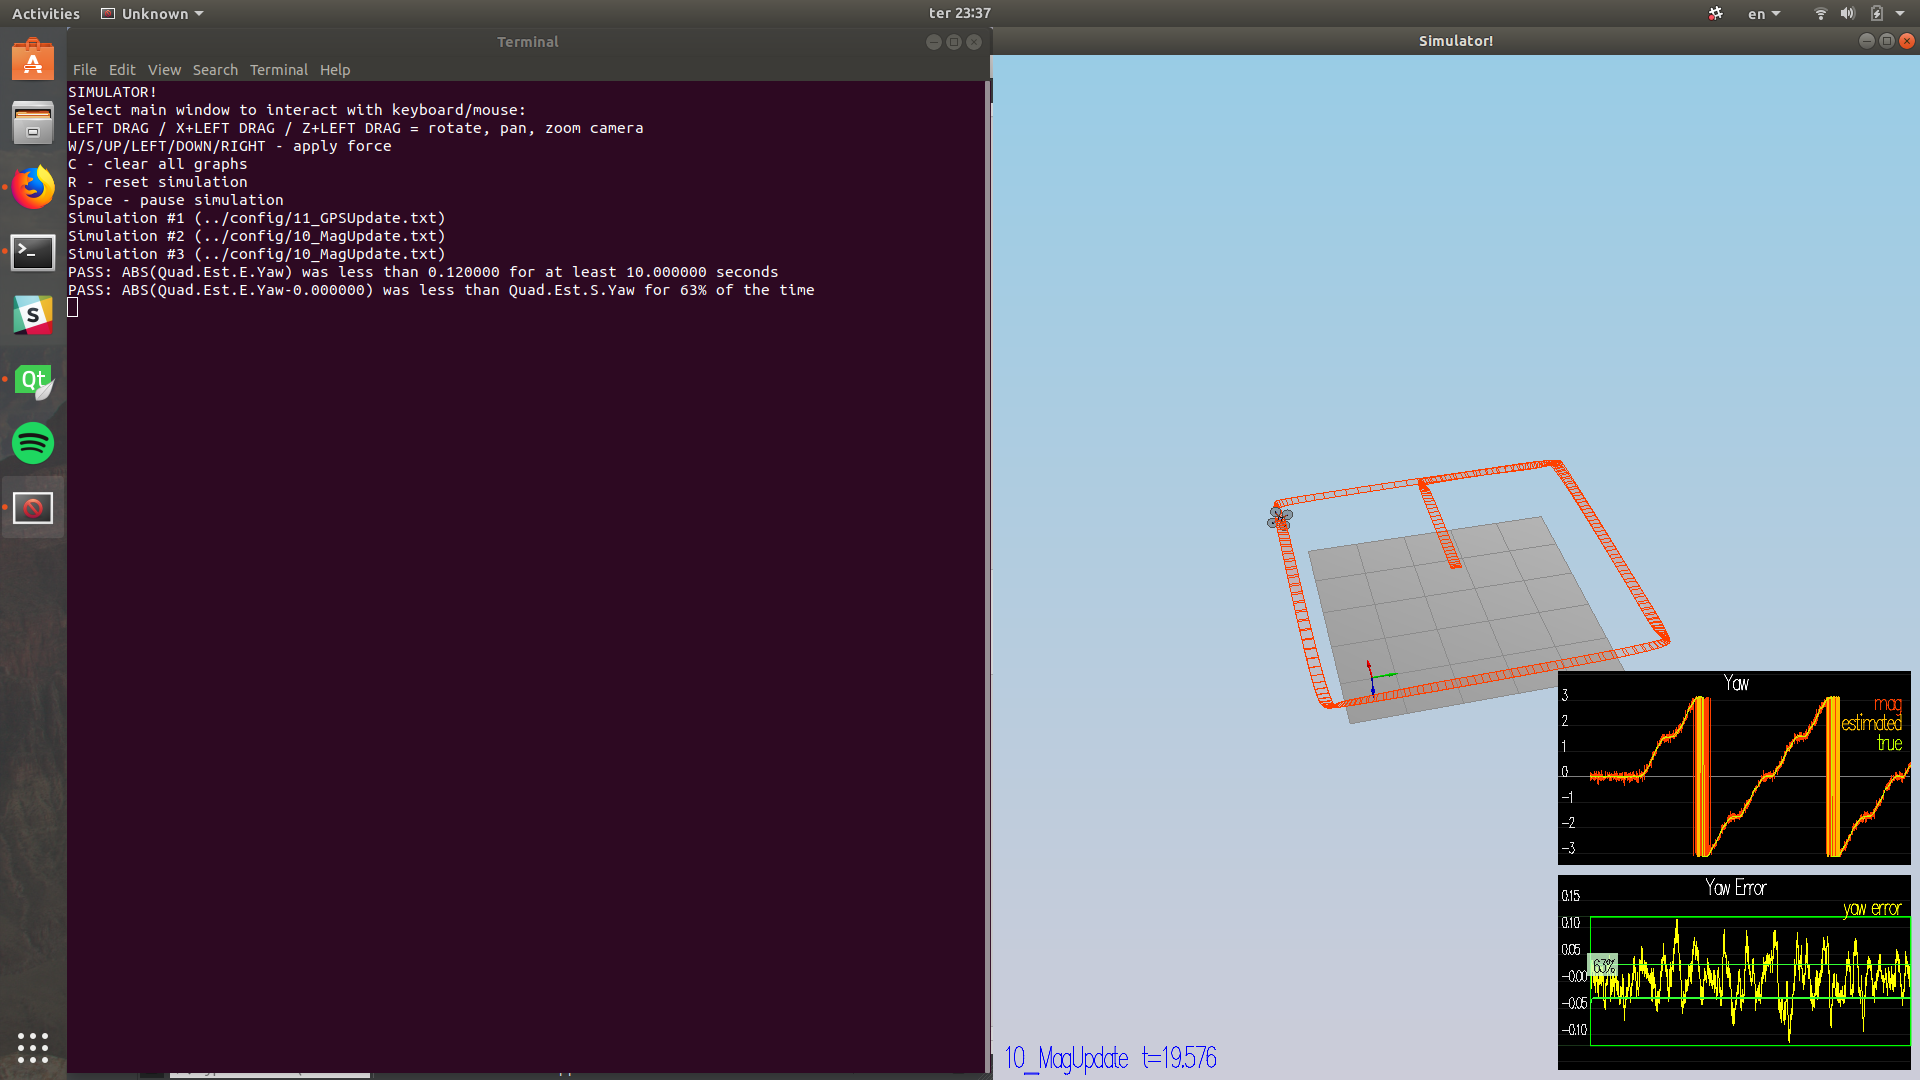 Activities Unknown ter 23:37 en
Terminal
File Edit View Search Terminal Help
SIMULATOR!
Select main window to interact with keyboard/mouse:
LEFT DRAG / X+LEFT DRAG / Z+LEFT DRAG = rotate, pan, zoom camera
W/S/UP/LEFT/DOWN/RIGHT - apply force
C - clear all graphs
R - reset simulation
Space - pause simulation
Simulation #1 (../config/11_GPSUpdate.txt)
Simulation #2 (../config/10_MagUpdate.txt)
Simulation #3 (../config/10_MagUpdate.txt)
PASS: ABS(Quad.Est.E.Yaw) was less than 0.120000 for at least 10.000000 seconds
PASS: ABS(Quad.Est.E.Yaw-0.000000) was less than Quad.Est.S.Yaw for 63% of the time
Simulator!
Yaw
mag
estimated
true
3
2
1
0
-1
-2
-3
Yaw Error
yaw error
0.15
0.10
0.05
-0.00
-0.05
-0.10
63%
10_MagUpdate t=19.576
S
Qt